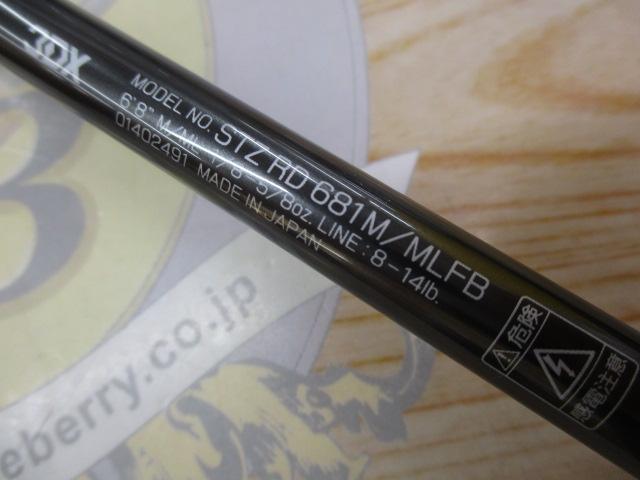 3DX
MODEL NO. STZ RD 681M/MLFB
6'8" M/ML 1/8-5/8oz. LINE : 8-14lb.
01402491 MADE IN JAPAN
危険
感電注意
B
eberry.co.jp